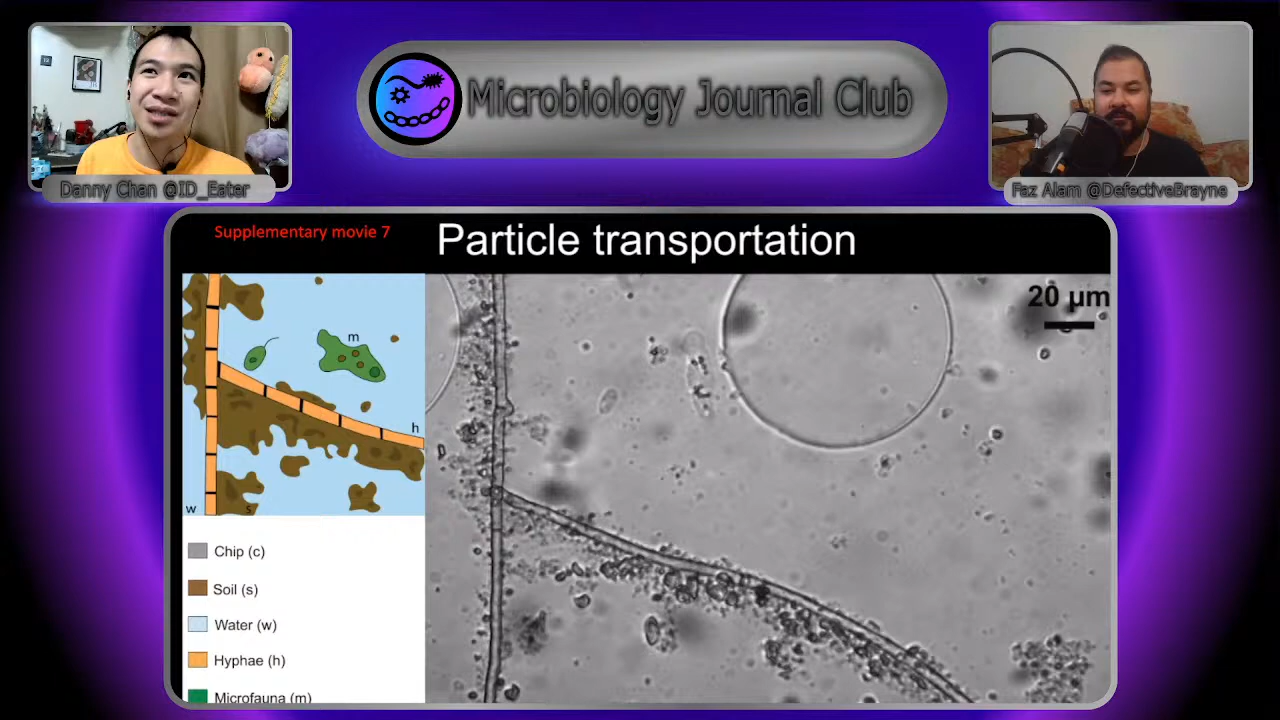 Microbiology Journal Club
Danny Chan @ID_Eater
Faz Alam @DefectiveBrayne
Supplementary movie 7
Particle transportation
20 µm
m
h
w
s
Chip (c)
Soil (s)
Water (w)
Hyphae (h)
Microfauna (m)